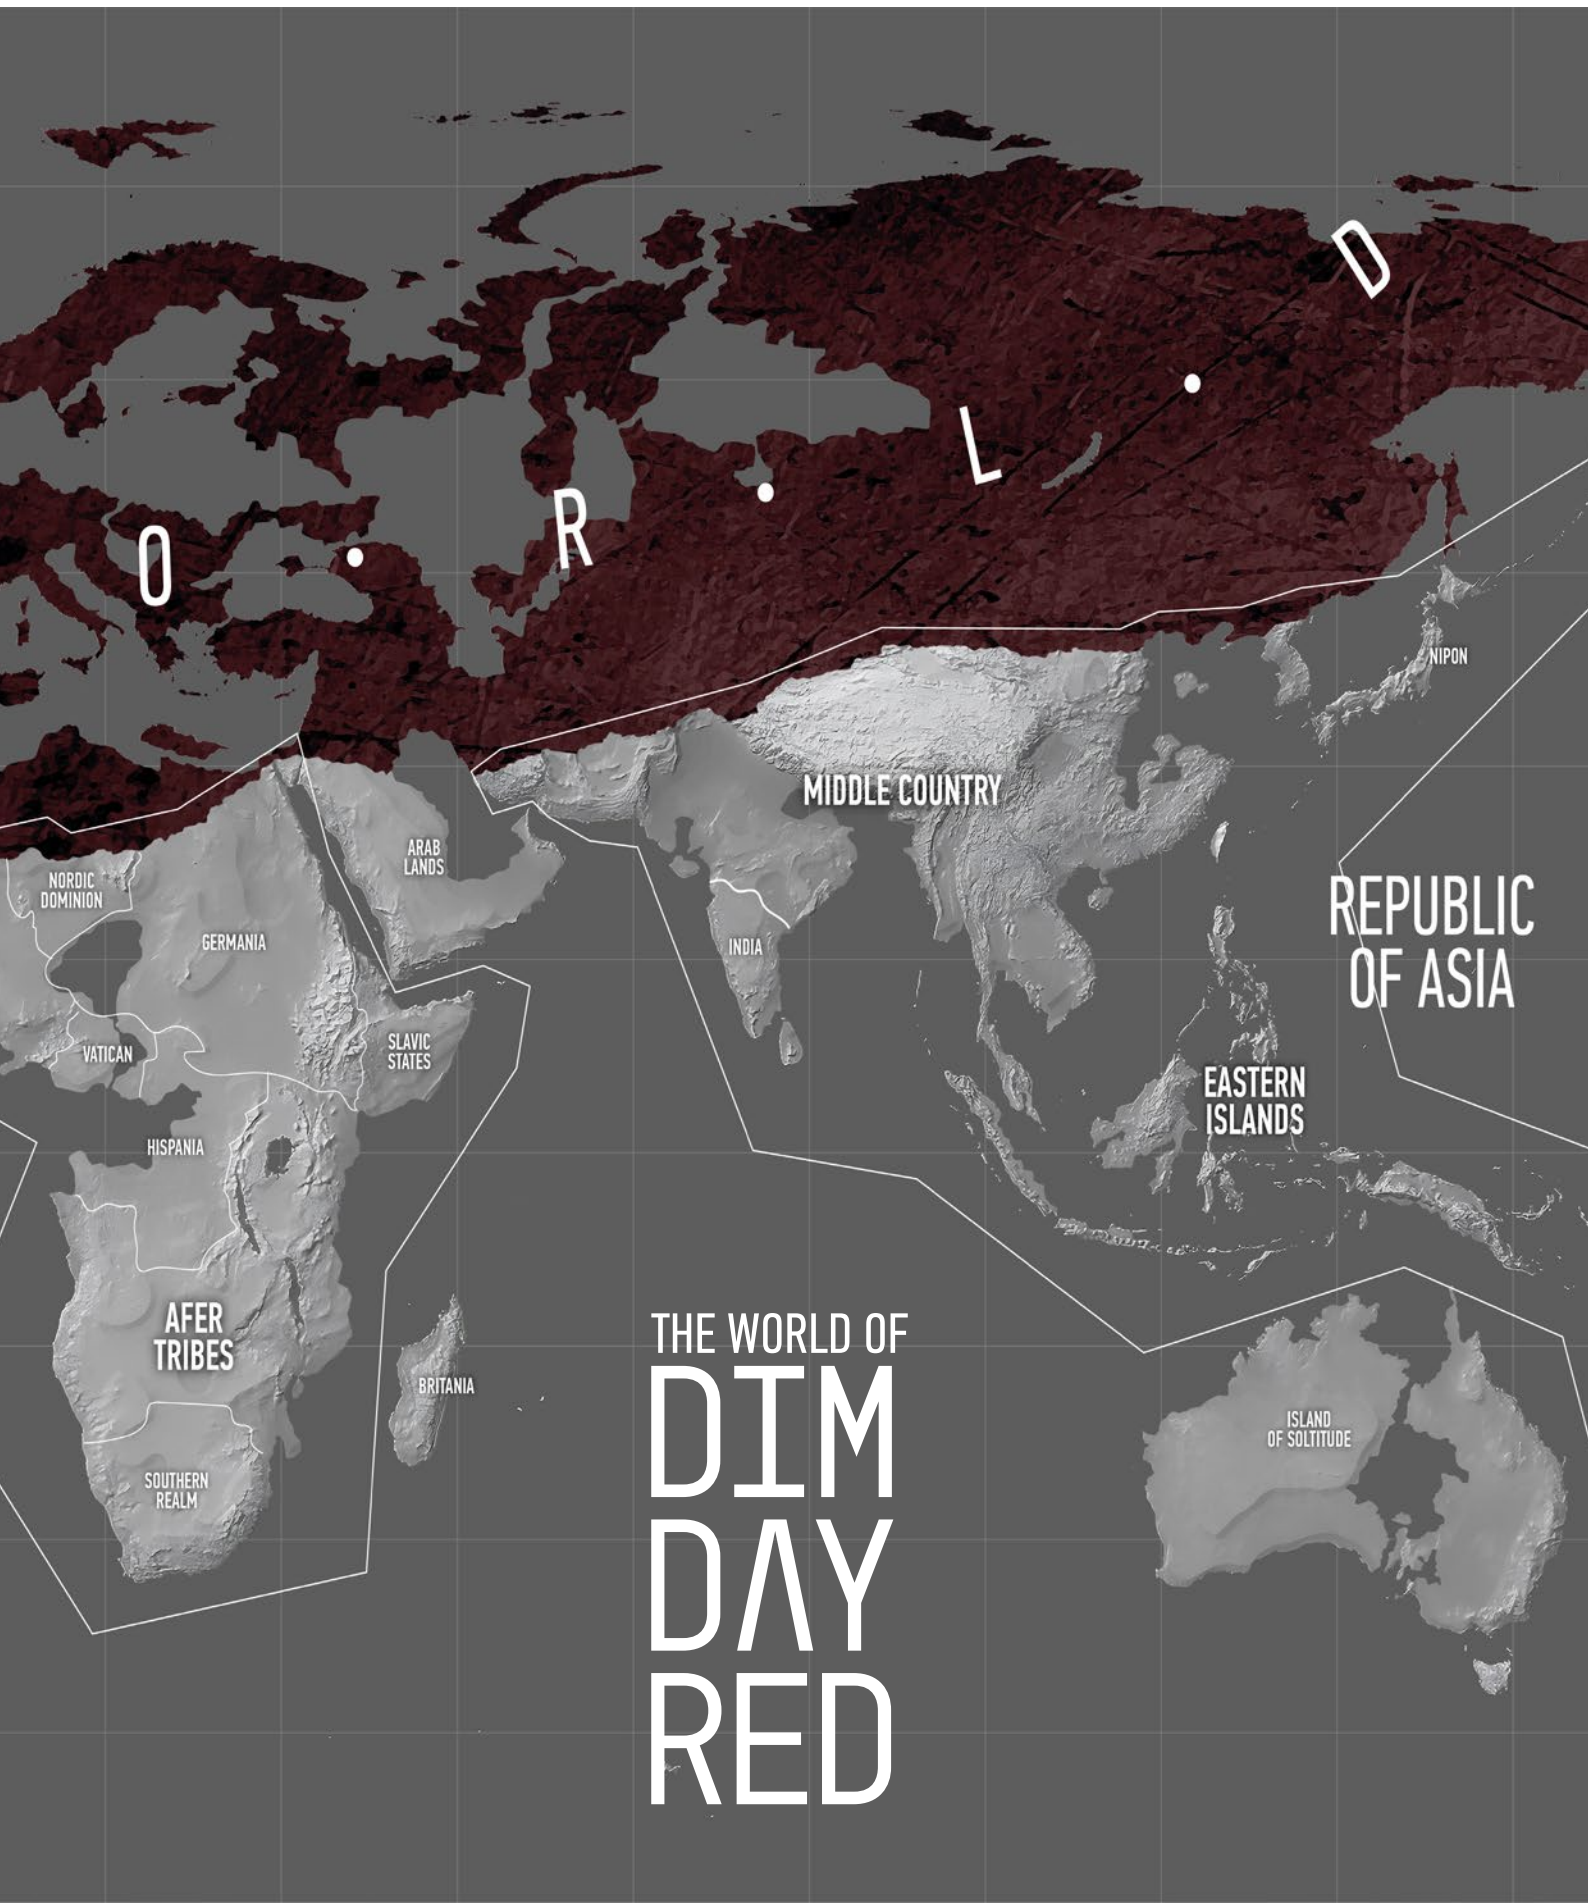 O
R
L
D
NIPON
MIDDLE COUNTRY
ARAB
LANDS
NORDIC
DOMINION
GERMANIA
INDIA
REPUBLIC
OF ASIA
VATICAN
SLAVIC
STATES
EASTERN
ISLANDS
HISPANIA
AFER
TRIBES
BRITANIA
SOUTHERN
REALM
ISLAND
OF SOLTITUDE
THE WORLD OF
DIM
DAY
RED